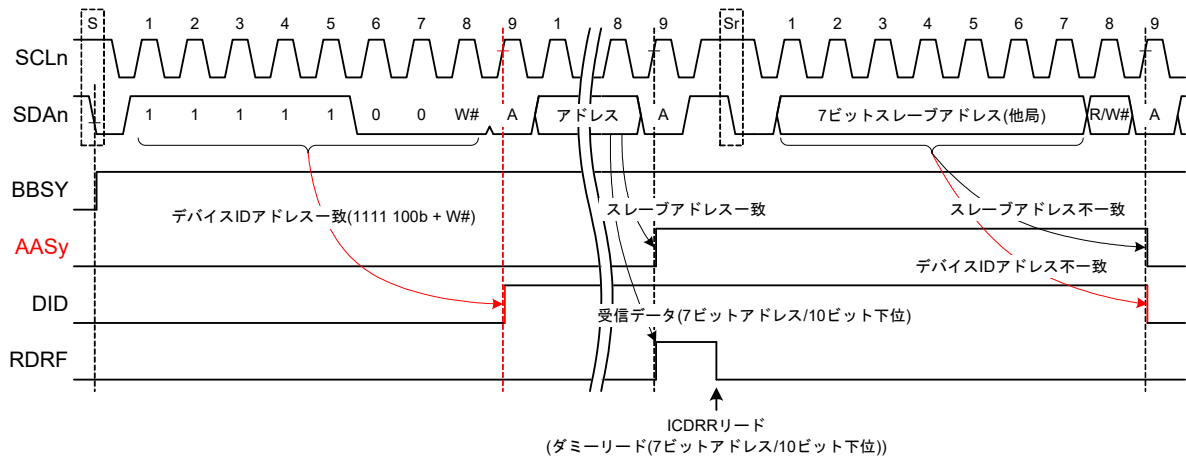 S 1 2 3 4 5 6 7 8 9 1 8 9 Sr 1 2 3 4 5 6 7 8 9
SCLn
SDAn 1 1 1 1 1 0 0 W# A アドレス A 7ビットスレーブアドレス(他局) R/W# A
BBSY
デバイスIDアドレス一致(1111 100b + W#)
スレーブアドレス一致
スレーブアドレス不一致
AASy
デバイスIDアドレス不一致
DID
受信データ(7ビットアドレス/10ビット下位)
RDRF
ICDRRリード
(ダミーリード(7ビットアドレス/10ビット下位))